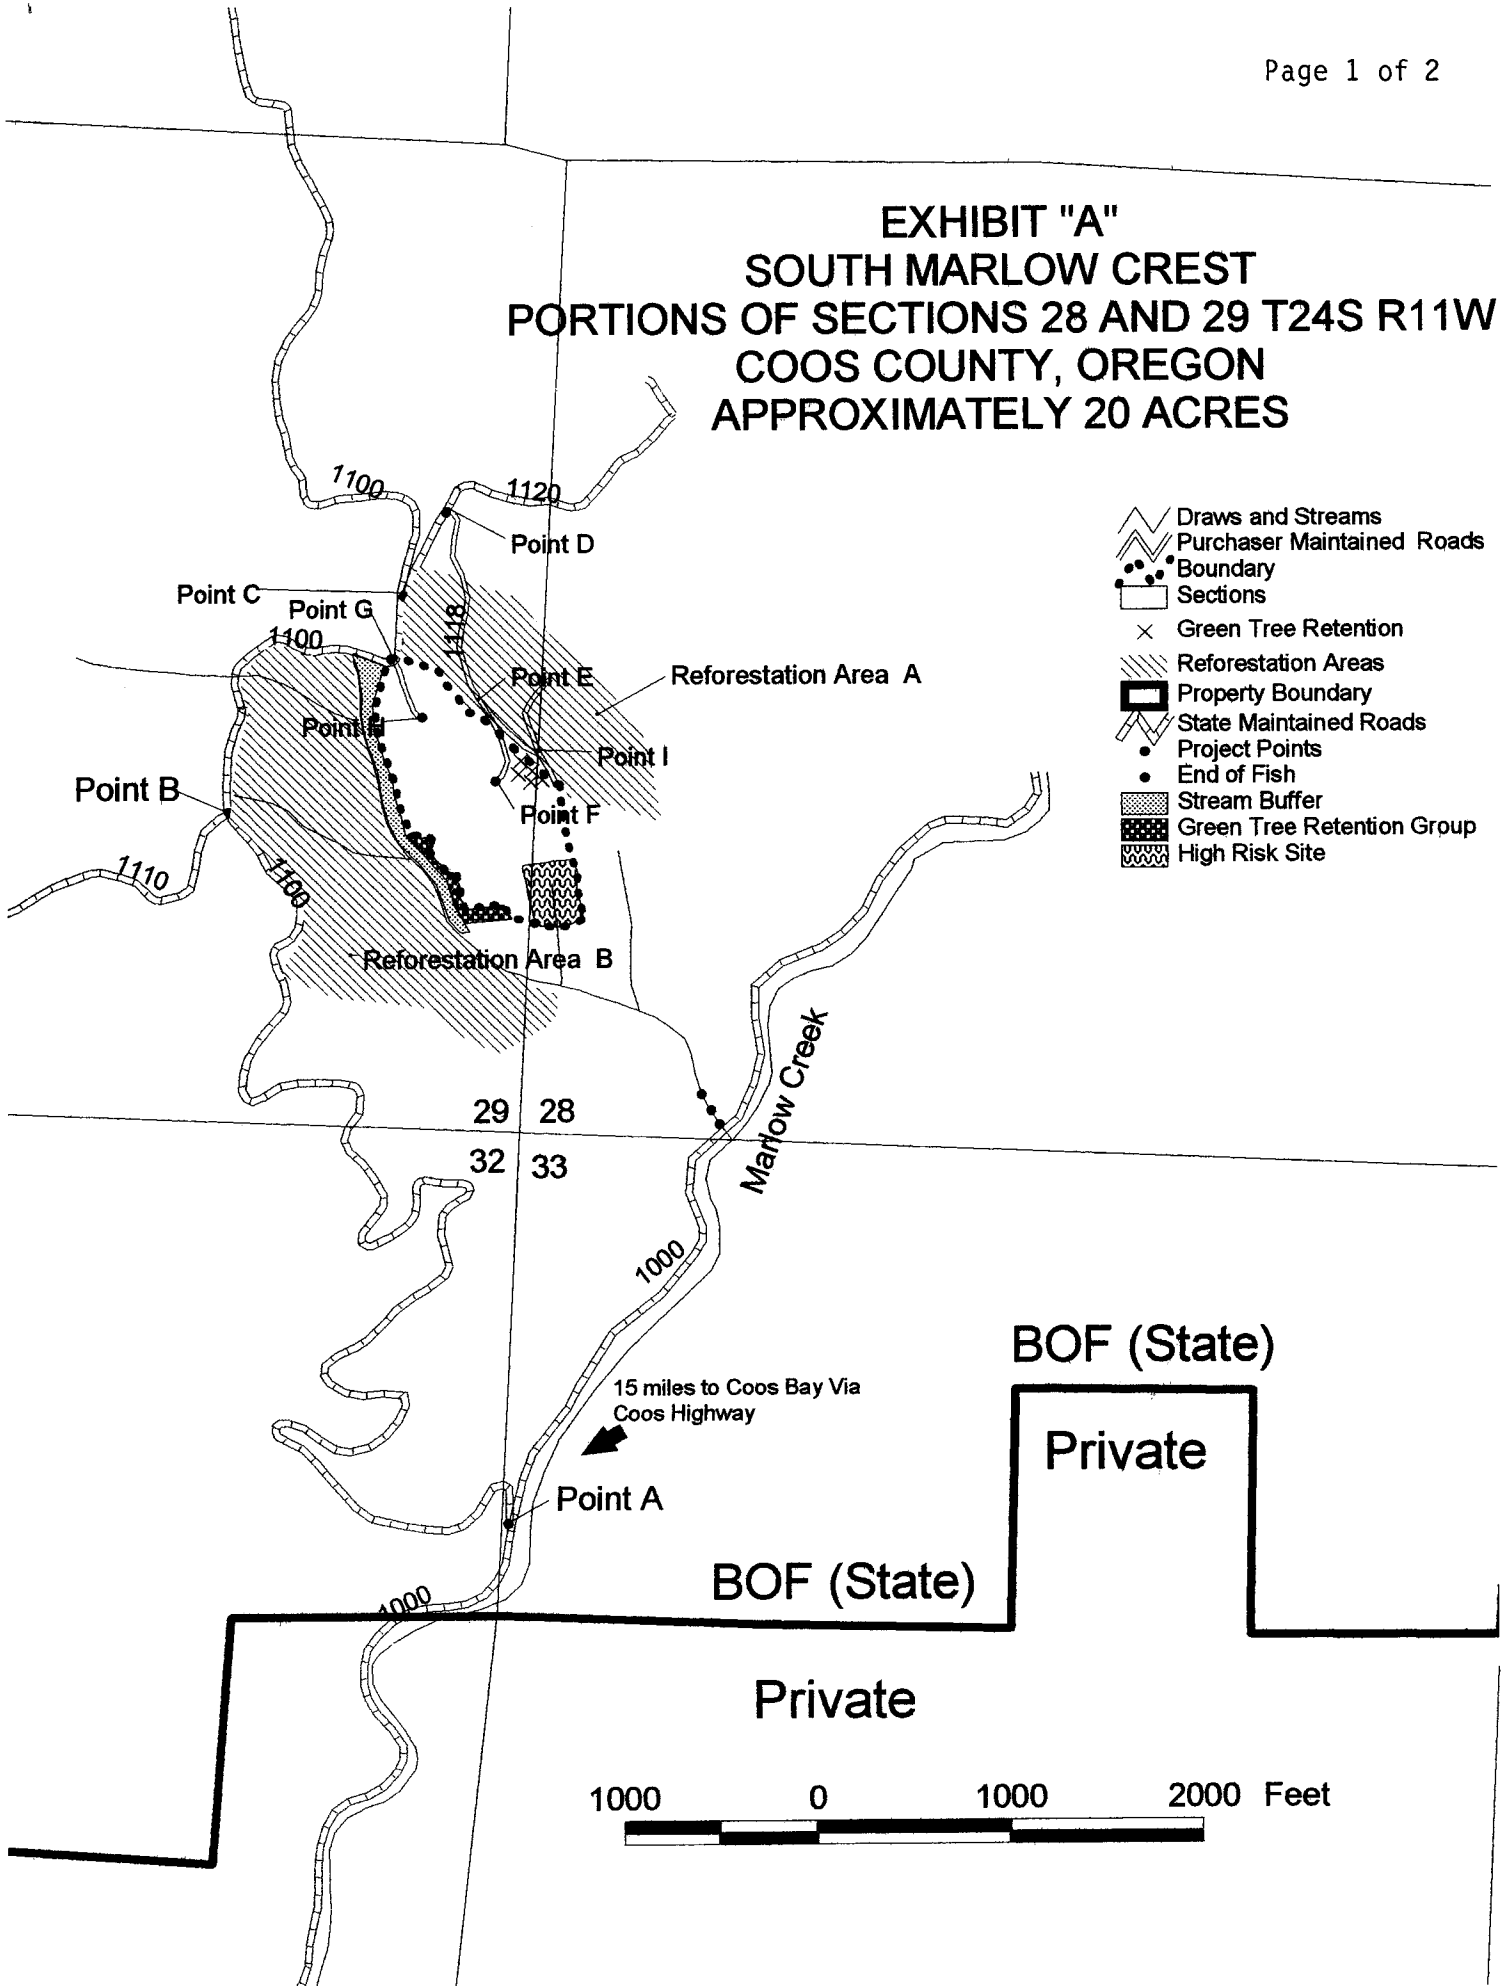 Page 1 of 2
EXHIBIT "A"
SOUTH MARLOW CREST
PORTIONS OF SECTIONS 28 AND 29 T24S R11W
COOS COUNTY, OREGON
APPROXIMATELY 20 ACRES
1100
1120
Point D
Draws and Streams
Purchaser Maintained Roads
Boundary
Sections
Green Tree Retention
Reforestation Areas
Property Boundary
State Maintained Roads
Project Points
End of Fish
Stream Buffer
Green Tree Retention Group
High Risk Site
Point C
Point G
1118
1100
Point E
Reforestation Area A
Point H
Point I
Point B
Point F
1110
1100
Reforestation Area B
Marlow Creek
29 28
32 33
1000
BOF (State)
15 miles to Coos Bay Via
Coos Highway
Private
Point A
BOF (State)
1000
Private
1000 0 1000 2000 Feet